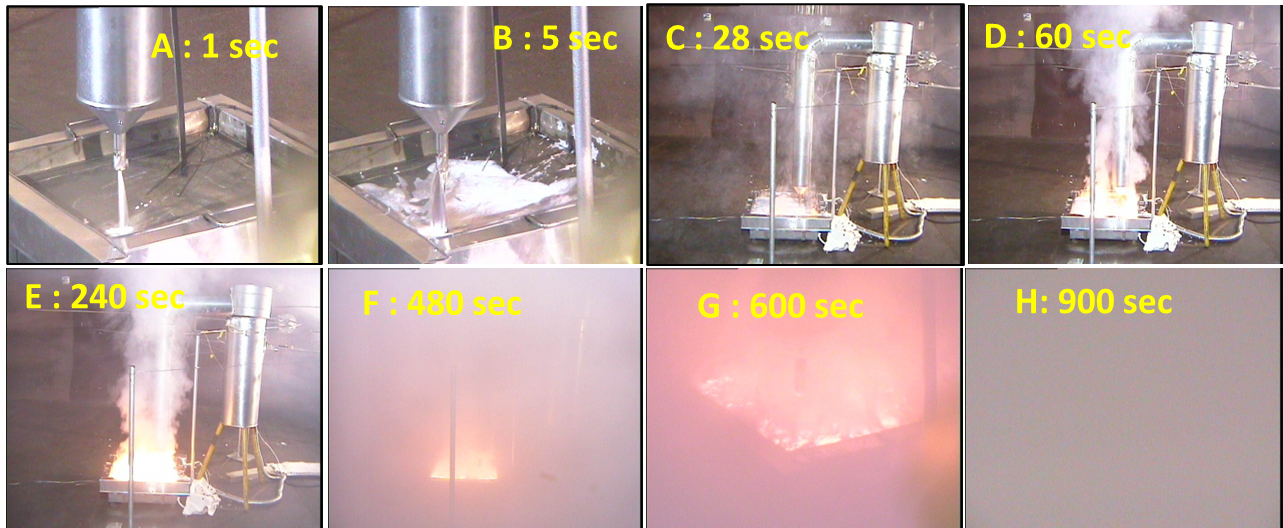 A : 1 sec
B : 5 sec
C : 28 sec
D : 60 sec
E : 240 sec
F : 480 sec
G : 600 sec
H: 900 sec